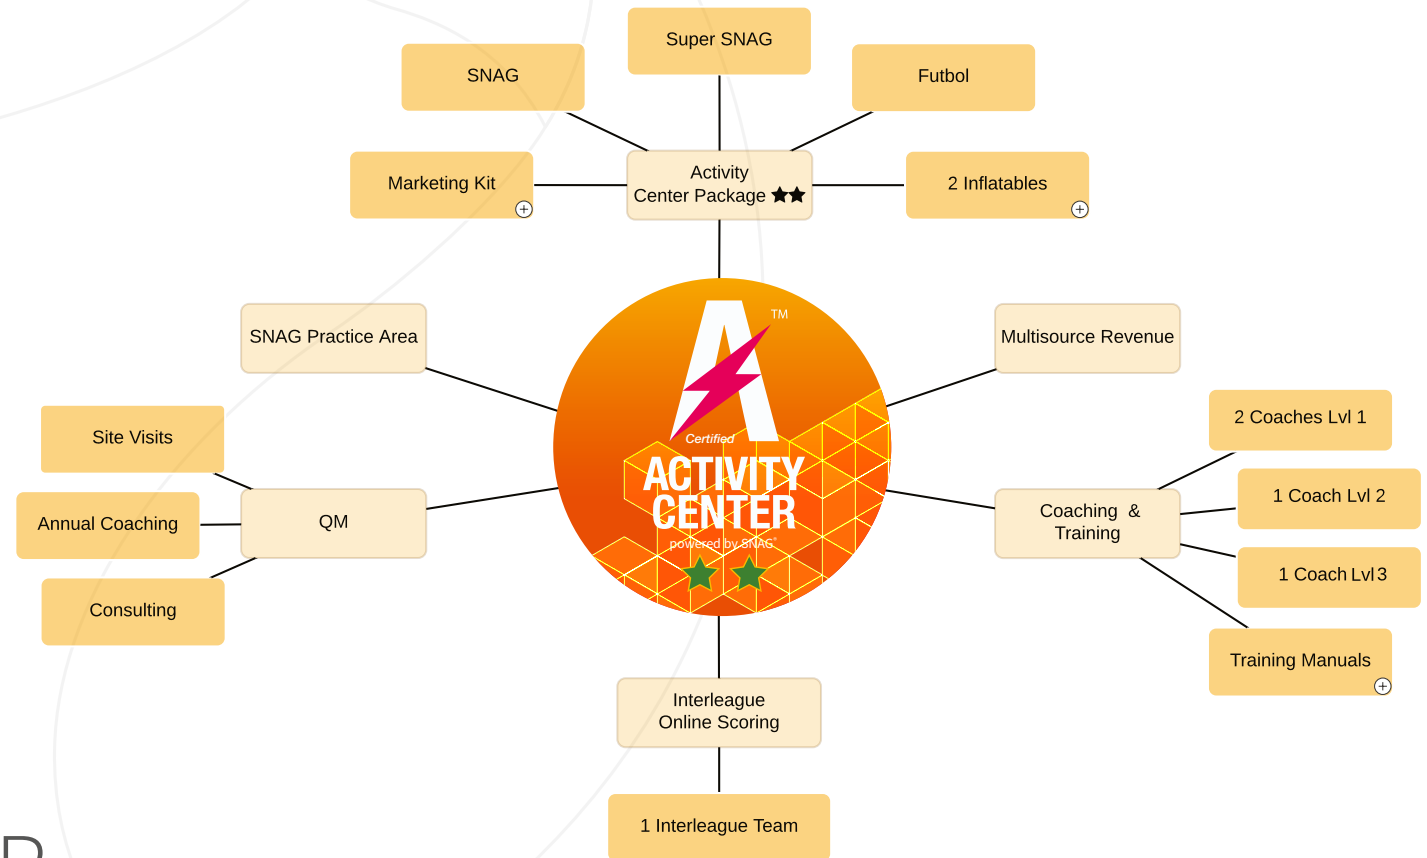 Super SNAG
SNAG
Futbol
Marketing Kit
Activity
Center Package ★★
2 Inflatables
SNAG Practice Area
Multisource Revenue
A TM
Certified
ACTIVITY
CENTER
powered by SNAG®
Site Visits
Annual Coaching
Consulting
QM
Coaching &
Training
2 Coaches Lvl 1
1 Coach Lvl 2
1 Coach Lvl 3
Training Manuals
Interleague
Online Scoring
1 Interleague Team